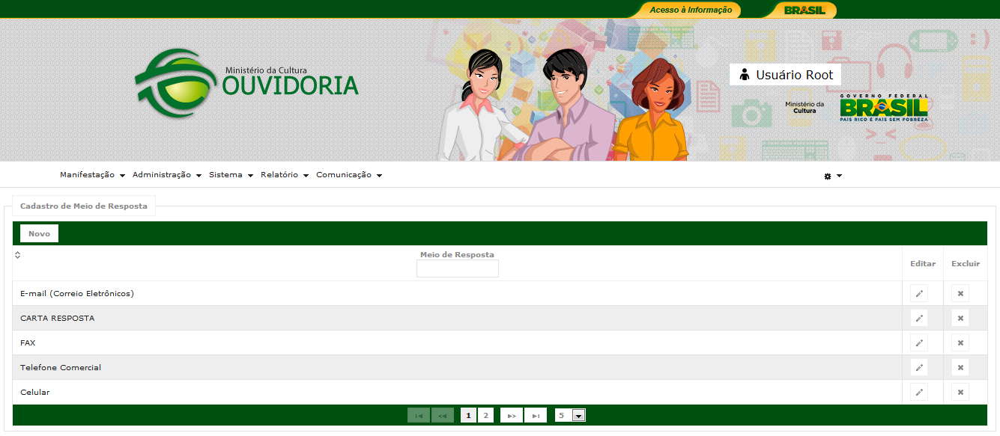 Acesso à Informação
BRASIL
Ministério da Cultura
OUVIDORIA
Usuário Root
Ministério da
Cultura
GOVERNO FEDERAL
BRASIL
PAÍS RICO É PAÍS SEM POBREZA
Manifestação Administração Sistema Relatório Comunicação
Cadastro de Meio de Resposta
Novo
Meio de Resposta Editar Excluir
E-mail (Correio Eletrônicos)
CARTA RESPOSTA
FAX
Telefone Comercial
Celular
1 2 5